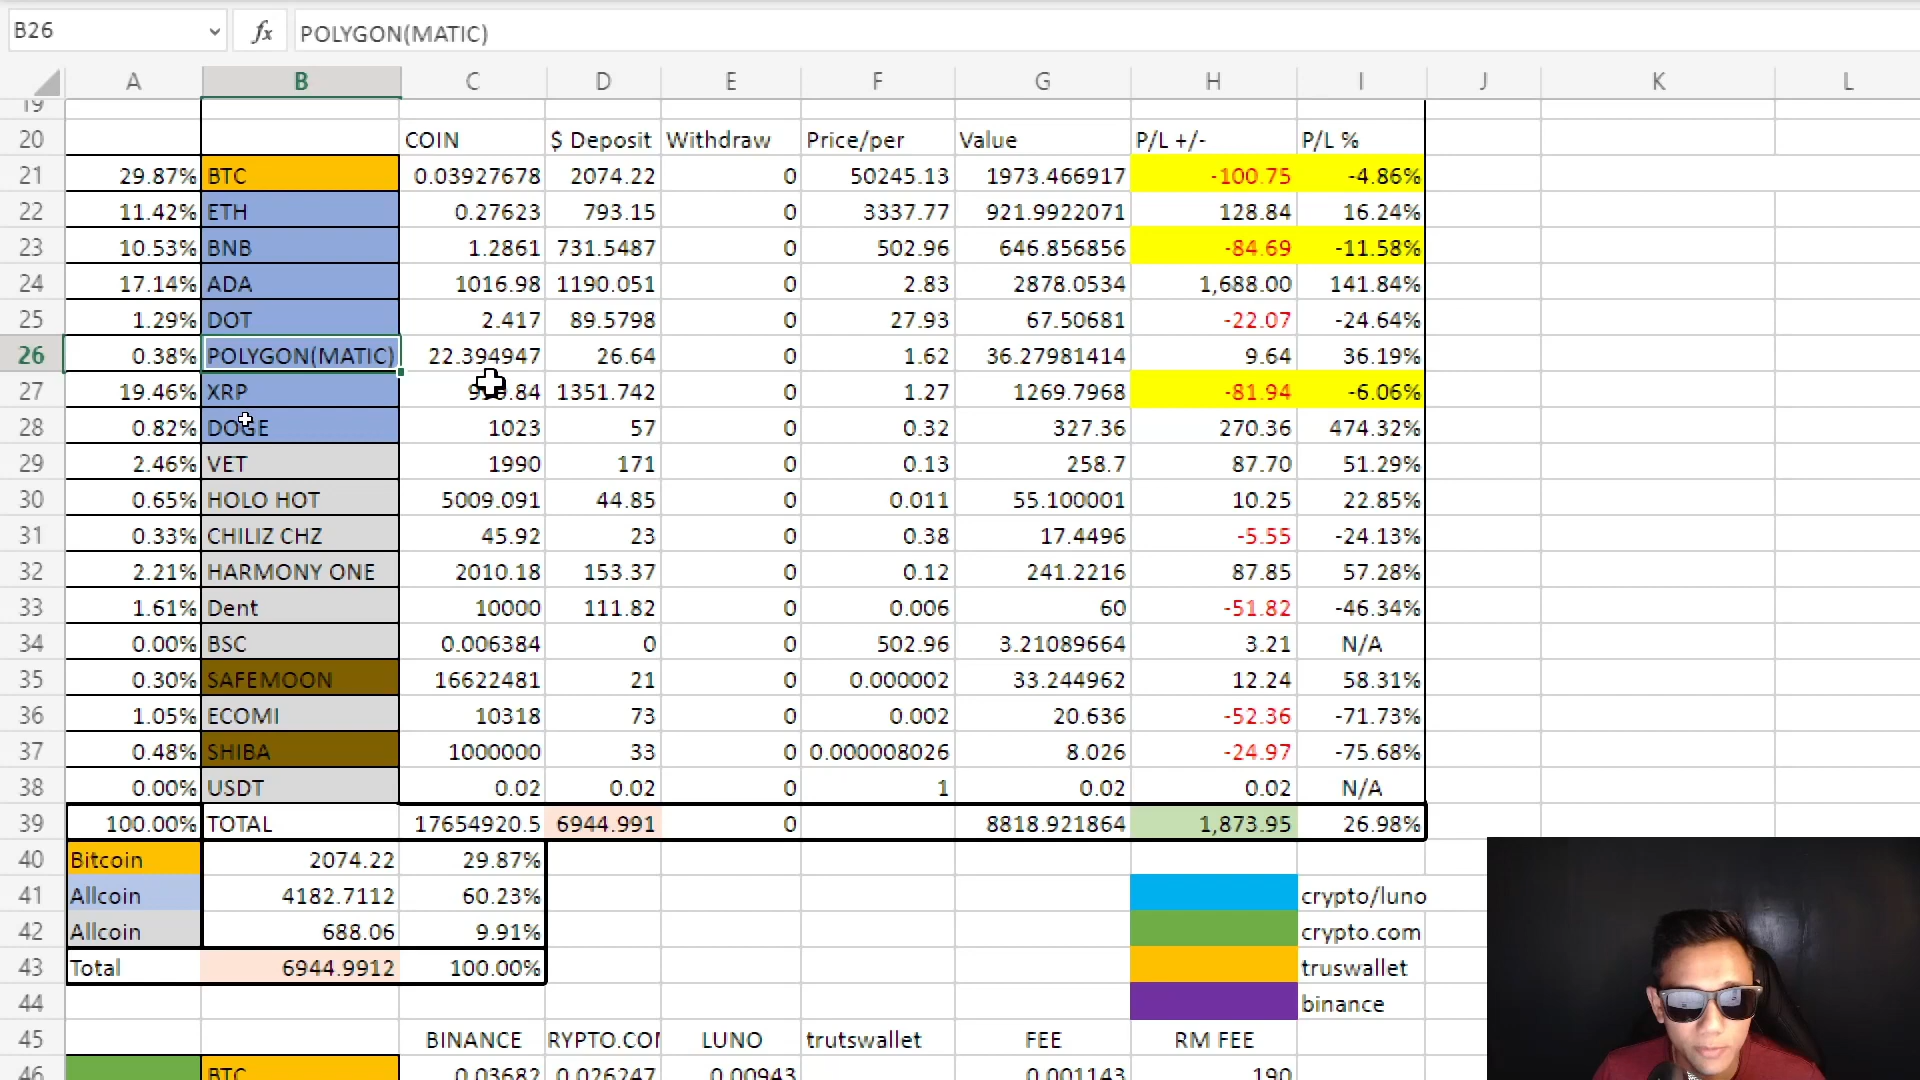 B26 fx POLYGON(MATIC)
A B C D E F G H I J K L
19
20 COIN $ Deposit Withdraw Price/per Value P/L +/- P/L %
21 29.87% BTC 0.03927678 2074.22 0 50245.13 1973.466917 -100.75 -4.86%
22 11.42% ETH 0.27623 793.15 0 3337.77 921.9922071 128.84 16.24%
23 10.53% BNB 1.2861 731.5487 0 502.96 646.856856 -84.69 -11.58%
24 17.14% ADA 1016.98 1190.051 0 2.83 2878.0534 1,688.00 141.84%
25 1.29% DOT 2.417 89.5798 0 27.93 67.50681 -22.07 -24.64%
26 0.38% POLYGON(MATIC) 22.394947 26.64 0 1.62 36.27981414 9.64 36.19%
27 19.46% XRP 1351.742 0 1.27 1269.7968 -81.94 -6.06%
28 0.82% DOGE 1023 57 0 0.32 327.36 270.36 474.32%
29 2.46% VET 1990 171 0 0.13 258.7 87.70 51.29%
30 0.65% HOLO HOT 5009.091 44.85 0 0.011 55.100001 10.25 22.85%
31 0.33% CHILIZ CHZ 45.92 23 0 0.38 17.4496 -5.55 -24.13%
32 2.21% HARMONY ONE 2010.18 153.37 0 0.12 241.2216 87.85 57.28%
33 1.61% Dent 10000 111.82 0 0.006 60 -51.82 -46.34%
34 0.00% BSC 0.006384 0 0 502.96 3.21089664 3.21 N/A
35 0.30% SAFEMOON 16622481 21 0 0.000002 33.244962 12.24 58.31%
36 1.05% ECOMI 10318 73 0 0.002 20.636 -52.36 -71.73%
37 0.48% SHIBA 1000000 33 0 0.000008026 8.026 -24.97 -75.68%
38 0.00% USDT 0.02 0.02 0 1 0.02 0.02 N/A
39 100.00% TOTAL 17654920.5 6944.991 0 8818.921864 1,873.95 26.98%
40 Bitcoin 2074.22 29.87%
41 Allcoin 4182.7112 60.23% crypto/luno
42 Allcoin 688.06 9.91% crypto.com
43 Total 6944.9912 100.00% truswallet
44 binance
45 BINANCE RYPTO.COM LUNO trutswallet FEE RM FEE
46 BTC 0.03682 0.026247 0.00943 0.001143 190